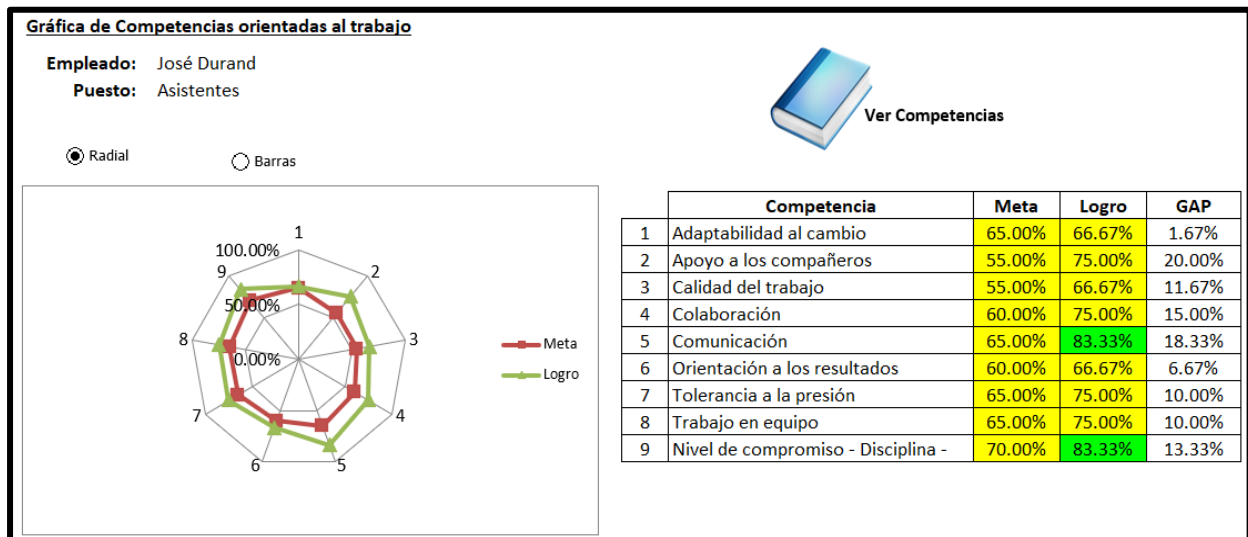 Gráfica de Competencias orientadas al trabajo
Empleado: José Durand
Puesto: Asistentes
Ver Competencias
Radial
Barras
1
100.00%
9
2
50.00%
8
3
0.00%
Meta
Logro
7
4
6
5
Competencia Meta Logro GAP
1 Adaptabilidad al cambio 65.00% 66.67% 1.67%
2 Apoyo a los compañeros 55.00% 75.00% 20.00%
3 Calidad del trabajo 55.00% 66.67% 11.67%
4 Colaboración 60.00% 75.00% 15.00%
5 Comunicación 65.00% 83.33% 18.33%
6 Orientación a los resultados 60.00% 66.67% 6.67%
7 Tolerancia a la presión 65.00% 75.00% 10.00%
8 Trabajo en equipo 65.00% 75.00% 10.00%
9 Nivel de compromiso - Disciplina - 70.00% 83.33% 13.33%